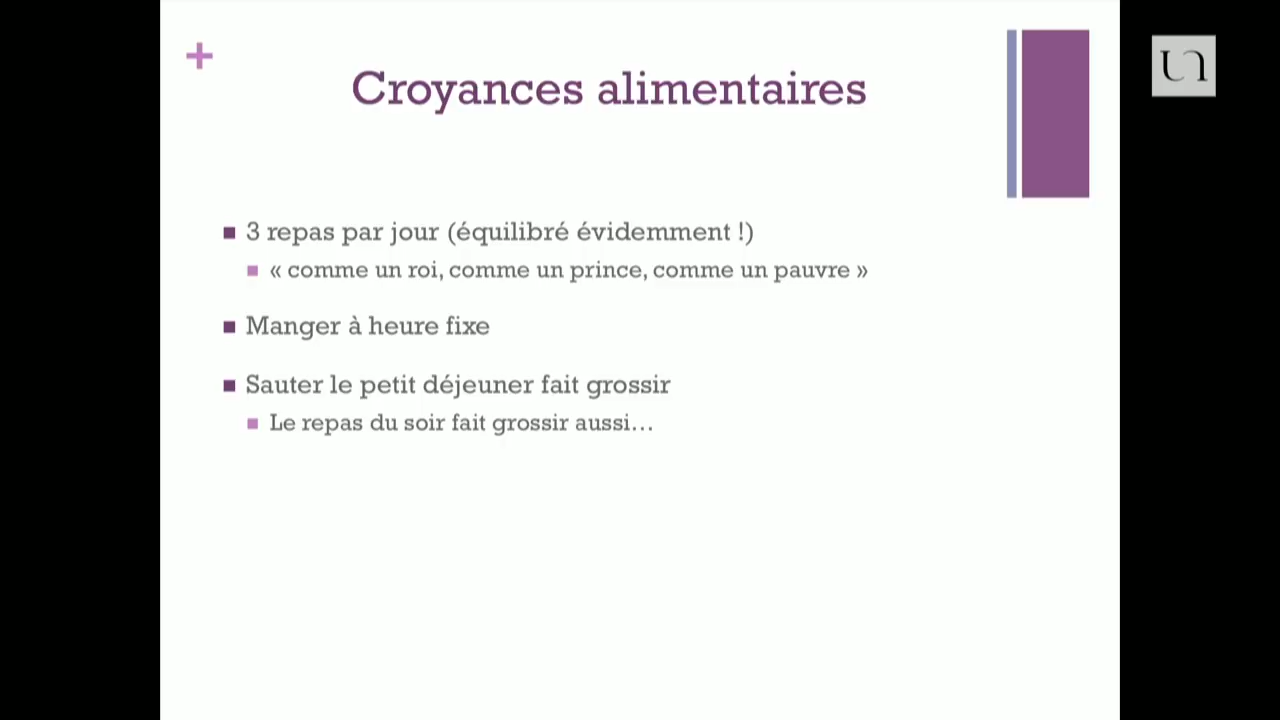 +
Croyances alimentaires
3 repas par jour (équilibré évidemment !)
« comme un roi, comme un prince, comme un pauvre »
Manger à heure fixe
Sauter le petit déjeuner fait grossir
Le repas du soir fait grossir aussi…